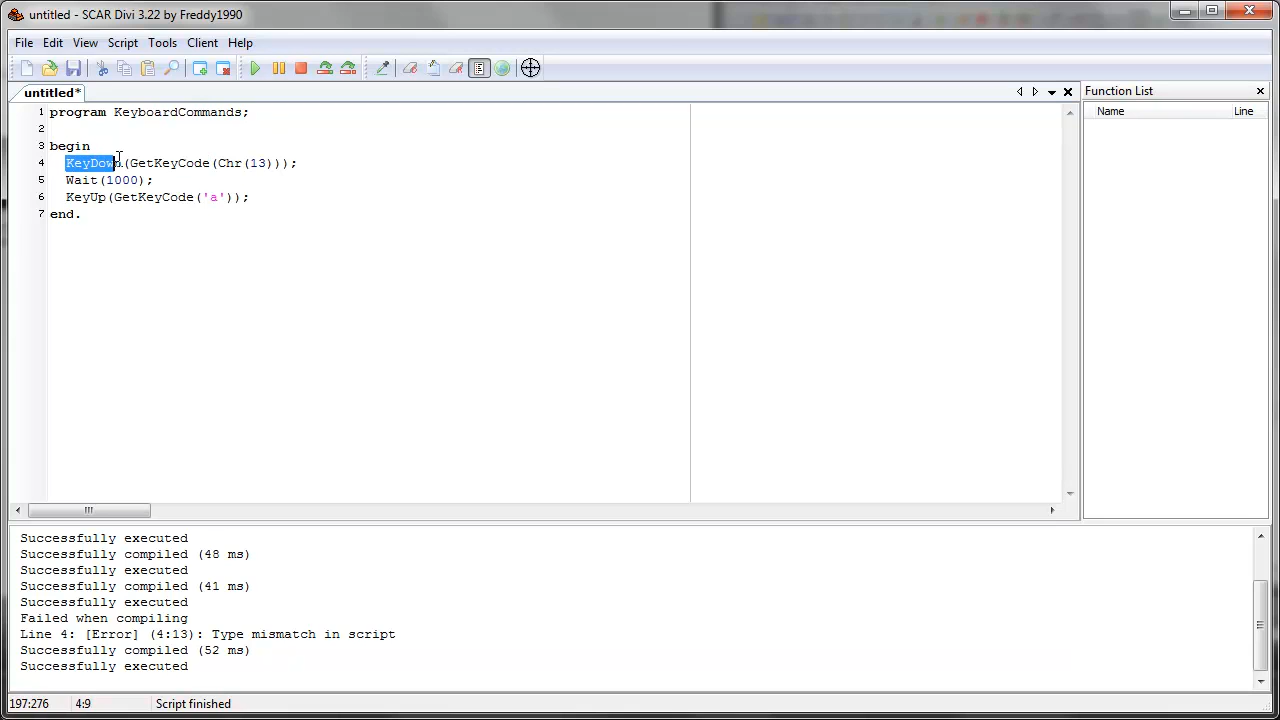 untitled - SCAR Divi 3.22 by Freddy1990
File Edit View Script Tools Client Help
untitled*
Function List
Name Line
1 program KeyboardCommands;
2
3 begin
4 KeyDown(GetKeyCode(Chr(13)));
5 Wait(1000);
6 KeyUp(GetKeyCode('a'));
7 end.
Successfully executed
Successfully compiled (48 ms)
Successfully executed
Successfully compiled (41 ms)
Successfully executed
Failed when compiling
Line 4: [Error] (4:13): Type mismatch in script
Successfully compiled (52 ms)
Successfully executed
197:276 4:9 Script finished